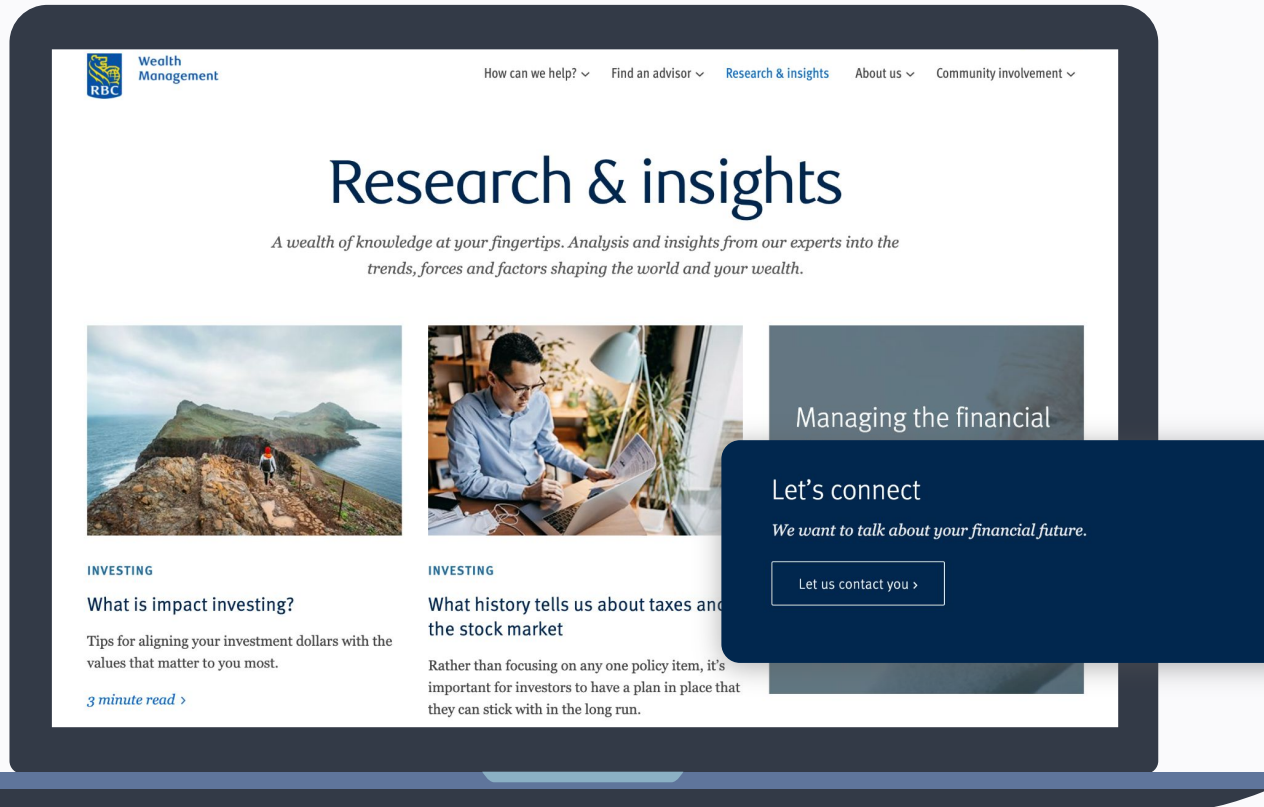 Wealth
Management
RBC
How can we help?
Find an advisor
Research & insights
About us
Community involvement
Research & insights
A wealth of knowledge at your fingertips. Analysis and insights from our experts into the
trends, forces and factors shaping the world and your wealth.
INVESTING
What is impact investing?
Tips for aligning your investment dollars with the
values that matter to you most.
3 minute read ›
INVESTING
What history tells us about taxes and
the stock market
Rather than focusing on any one policy item, it’s
important for investors to have a plan in place that
they can stick with in the long run.
Managing the financial
Let’s connect
We want to talk about your financial future.
Let us contact you ›